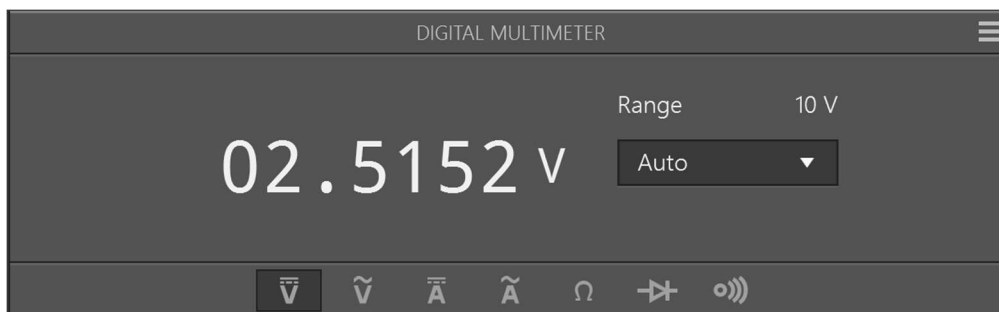 DIGITAL MULTIMETER
Range 10 V
02.5152 V
Auto
V V A A Ω